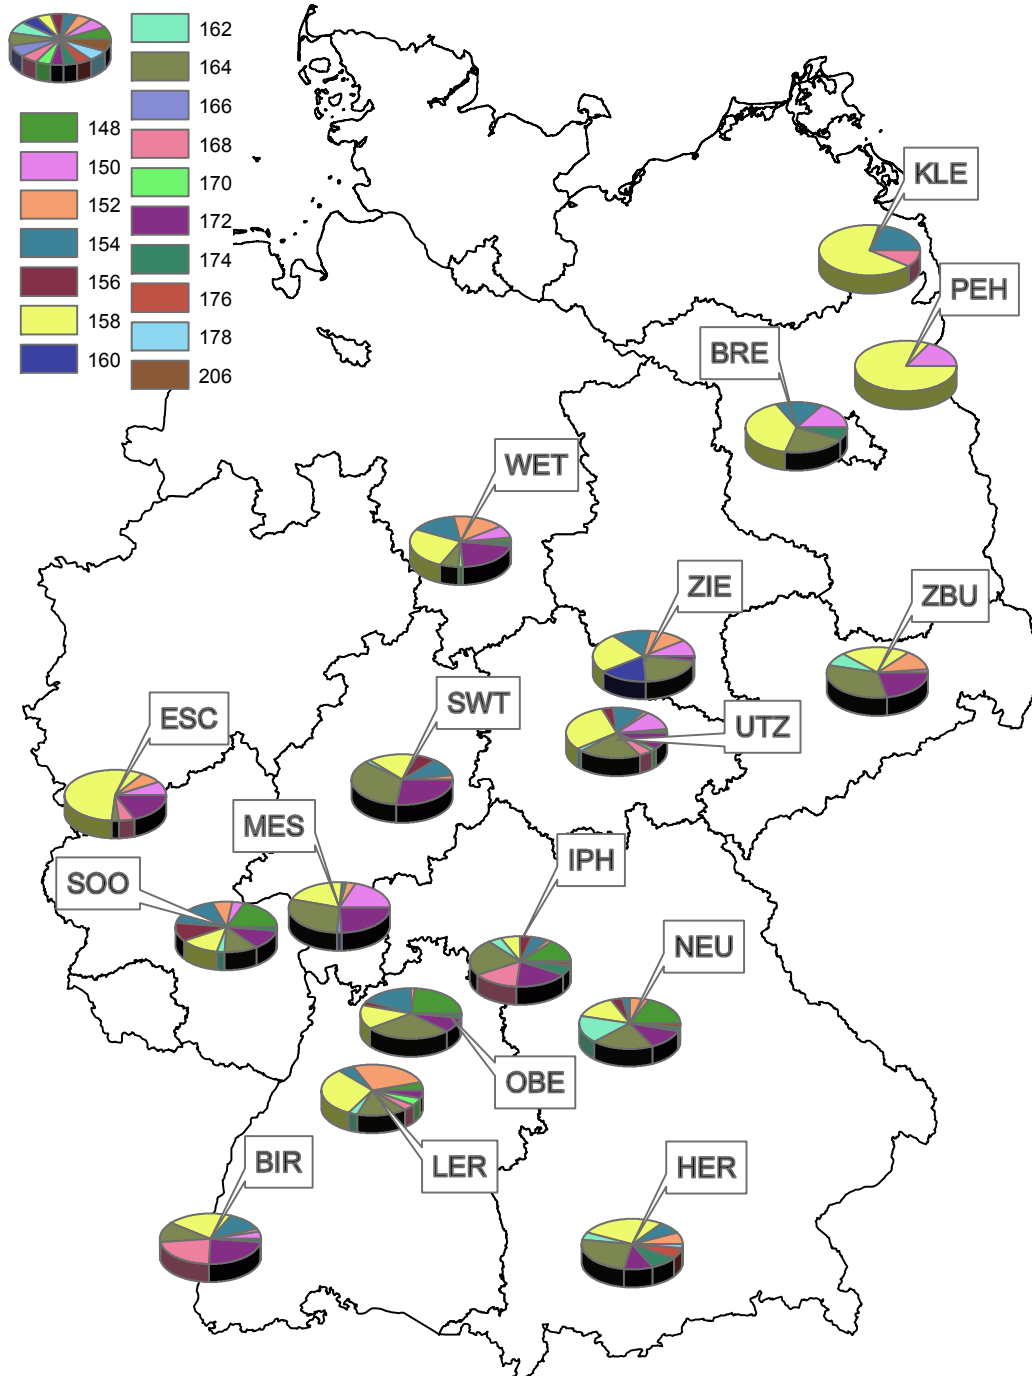 162
164
166
148
168
150
170
152
172
154
174
156
176
158
178
160
206
KLE
PEH
BRE
WET
ZIE
ZBU
SWT
ESC
UTZ
MES
IPH
SOO
NEU
OBE
BIR
LER
HER